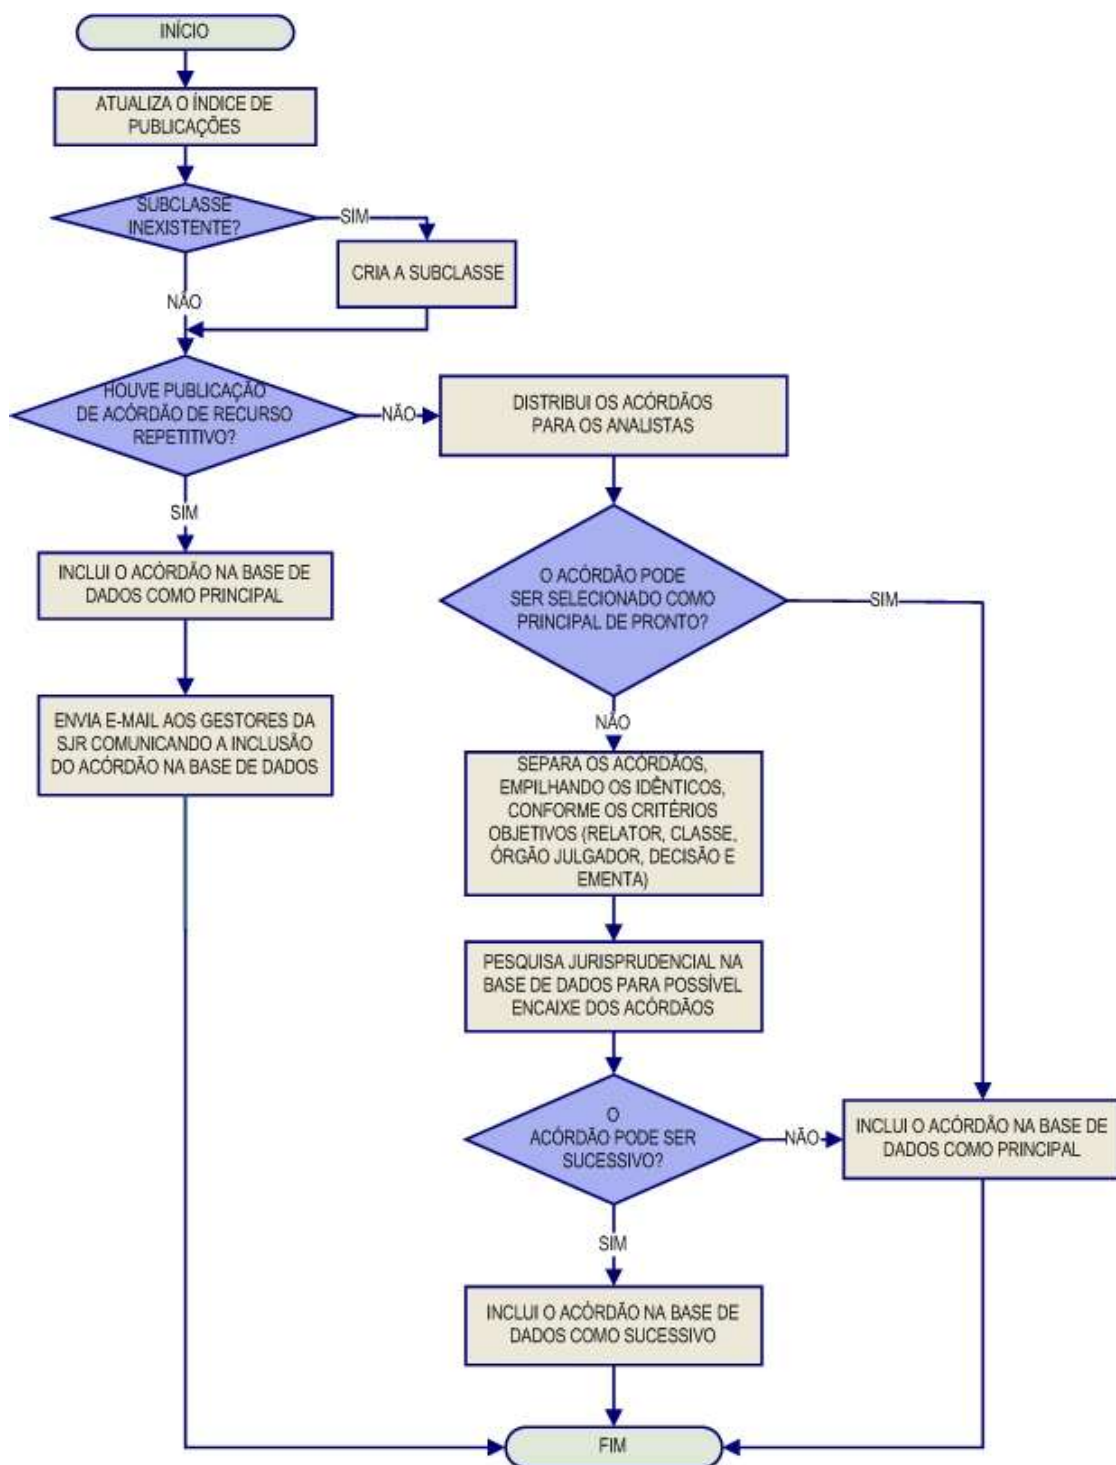 INÍCIO
ATUALIZA O ÍNDICE DE
PUBLICAÇÕES
SUBCLASSE
INEXISTENTE?
SIM
CRIA A SUBCLASSE
NÃO
HOUVE PUBLICAÇÃO
DE ACÓRDÃO DE RECURSO
REPETITIVO?
NÃO
DISTRIBUI OS ACÓRDÃOS
PARA OS ANALISTAS
SIM
INCLUI O ACÓRDÃO NA BASE DE
DADOS COMO PRINCIPAL
ENVIA E-MAIL AOS GESTORES DA
SJR COMUNICANDO A INCLUSÃO
DO ACÓRDÃO NA BASE DE DADOS
O ACÓRDÃO PODE
SER SELECIONADO COMO
PRINCIPAL DE PRONTO?
SIM
NÃO
SEPARA OS ACÓRDÃOS,
EMPILHANDO OS IDÊNTICOS,
CONFORME OS CRITÉRIOS
OBJETIVOS (RELATOR, CLASSE,
ÓRGÃO JULGADOR, DECISÃO E
EMENTA)
PESQUISA JURISPRUDENCIAL NA
BASE DE DADOS PARA POSSÍVEL
ENCAIXE DOS ACÓRDÃOS
O
ACÓRDÃO PODE SER
SUCESSIVO?
NÃO
INCLUI O ACÓRDÃO NA BASE DE
DADOS COMO PRINCIPAL
SIM
INCLUI O ACÓRDÃO NA BASE DE
DADOS COMO SUCESSIVO
FIM